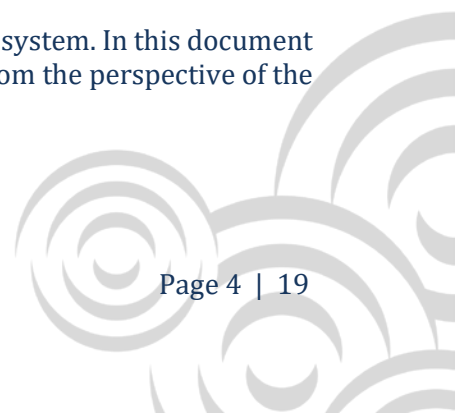 system. In this document
om the perspective of the
Page 4 | 19